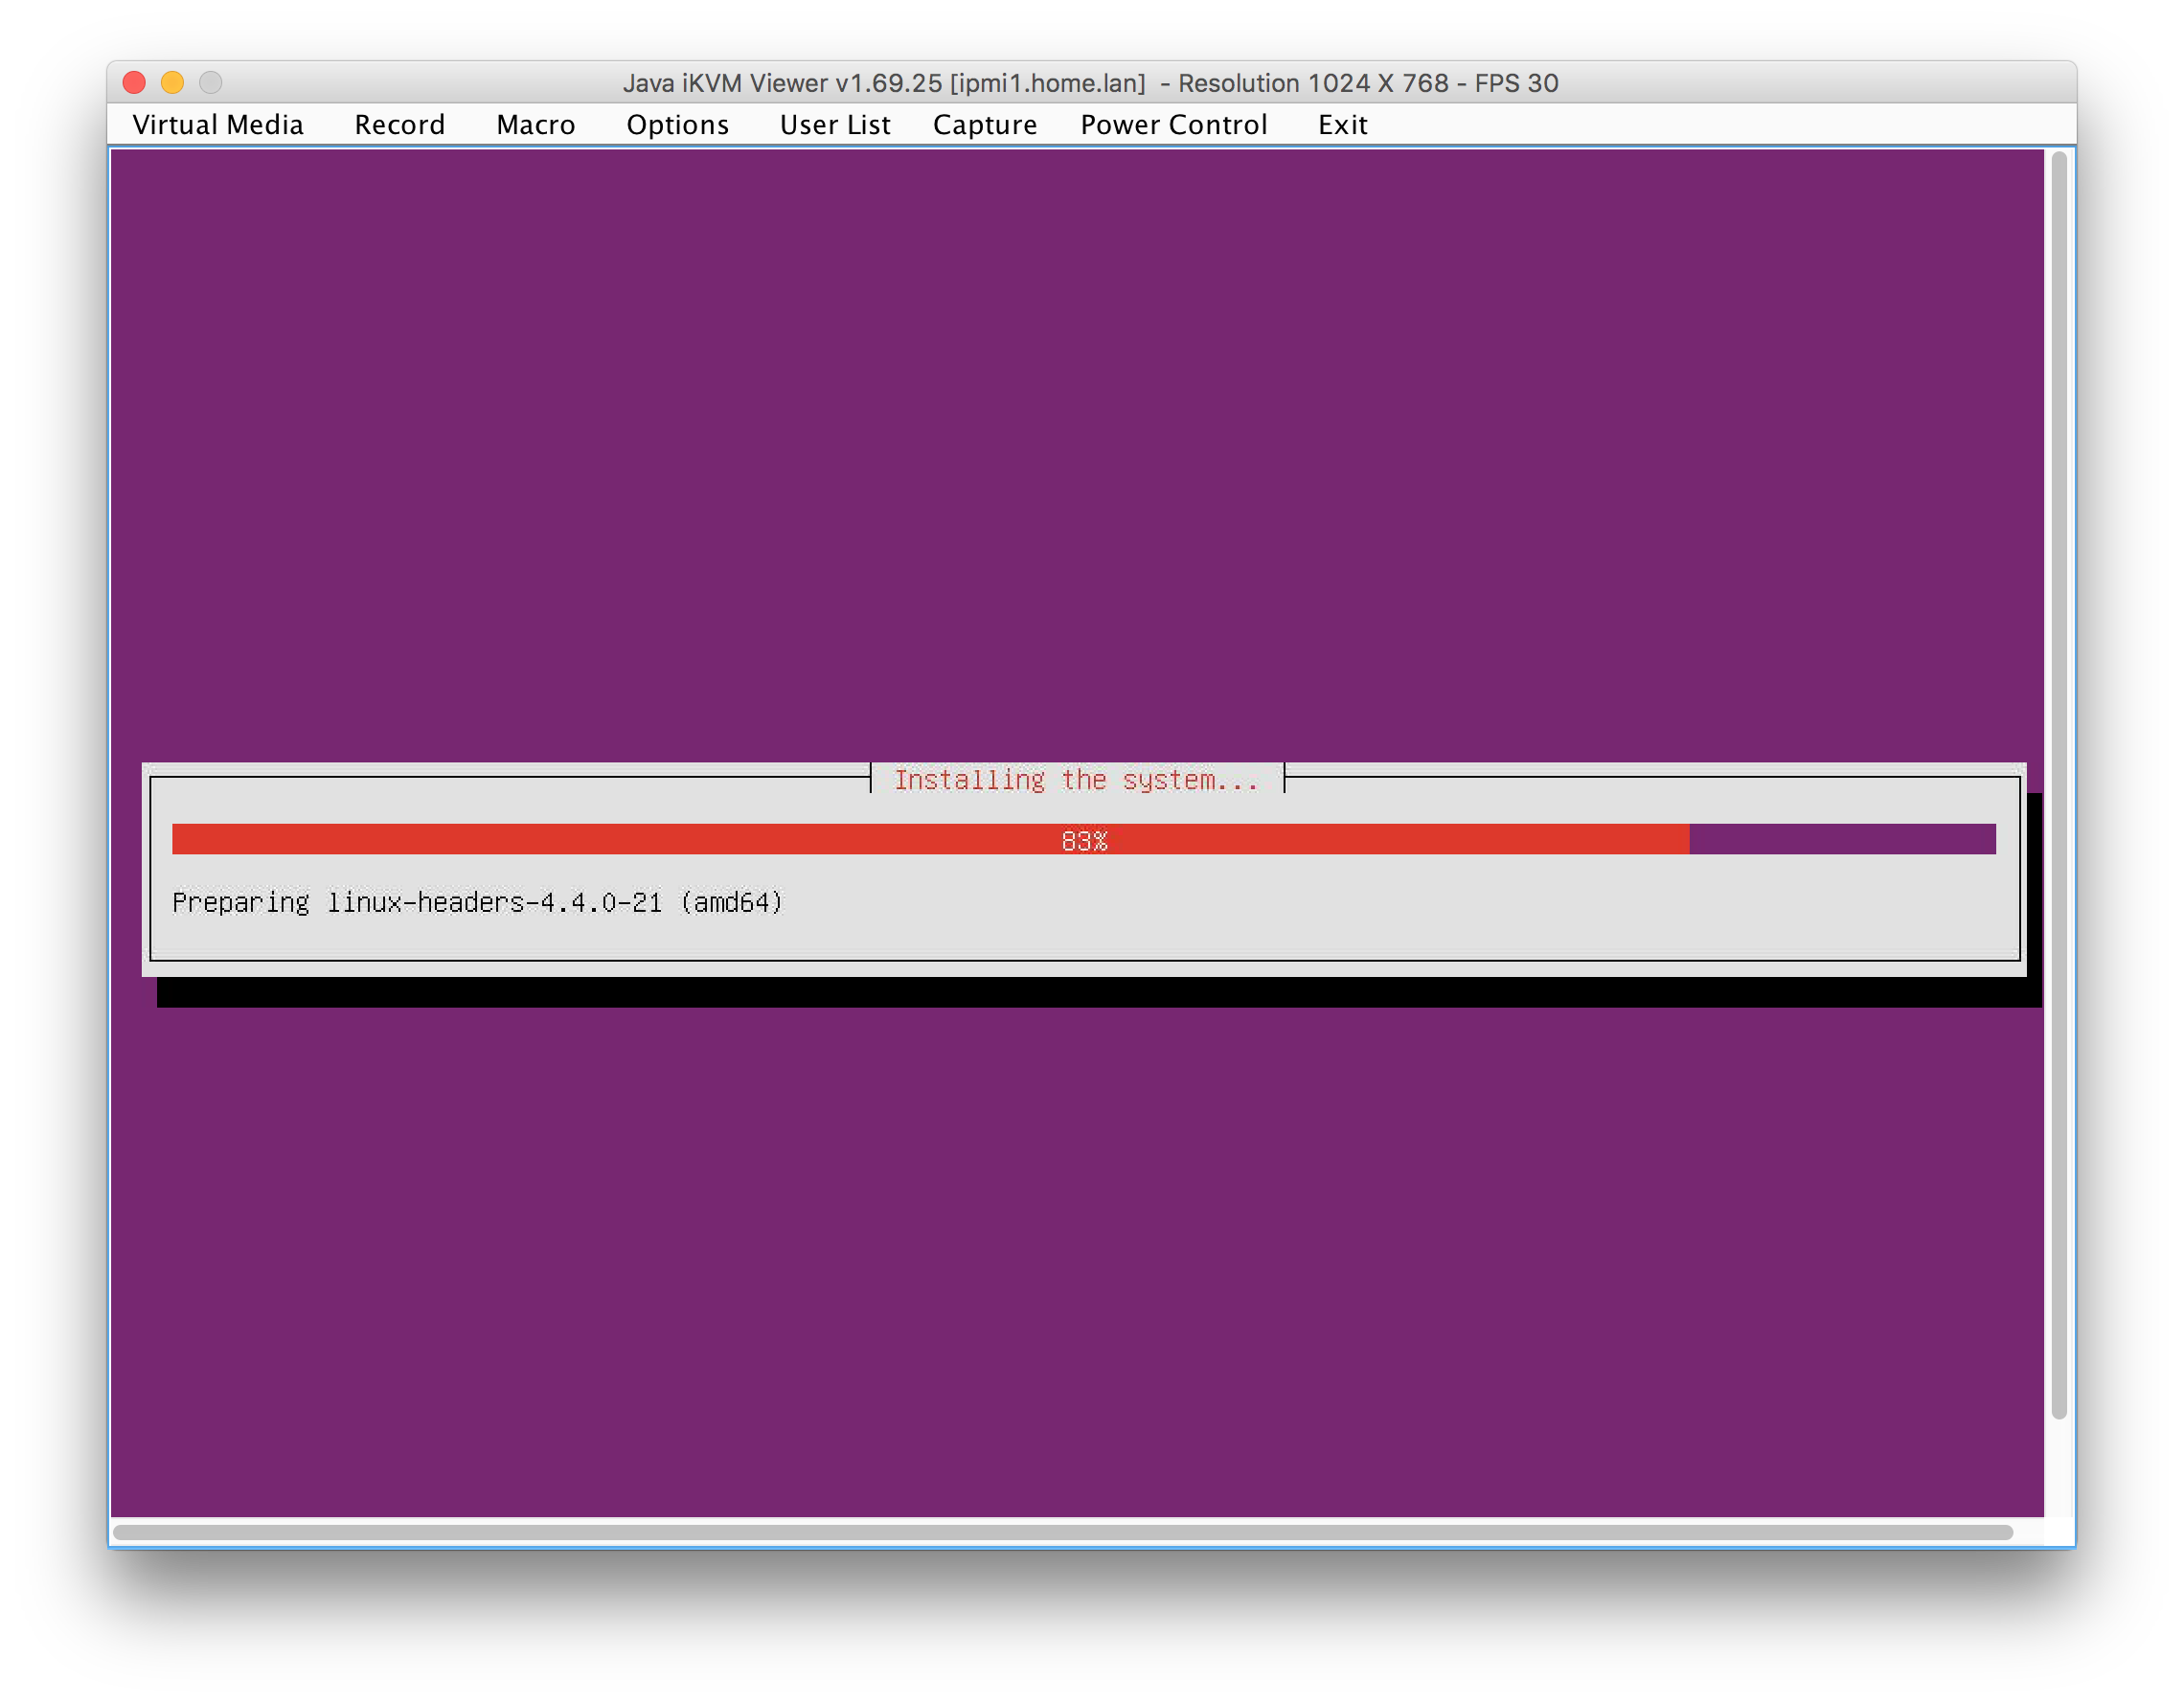 Java iKVM Viewer v1.69.25 [ipmi1.home.lan]  - Resolution 1024 X 768 - FPS 30
Virtual Media Record Macro Options User List Capture Power Control Exit
Installing the system...
83%
Preparing linux-headers-4.4.0-21 (amd64)